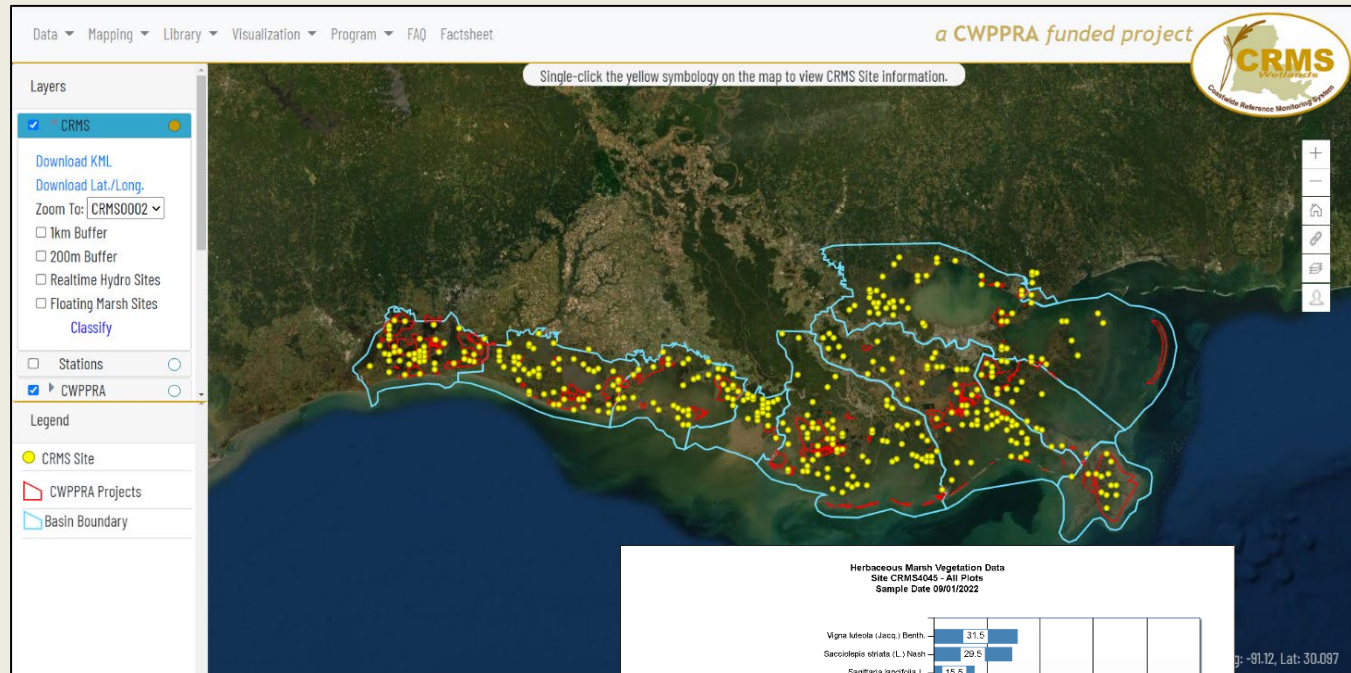 Data Mapping Library Visualization Program FAQ Factsheet
a CWPPRA funded project
CRMS
Wetlands
Coastwide Reference Monitoring System
Single-click the yellow symbology on the map to view CRMS Site information.
Layers
CRMS
Download KML
Download Lat./Long.
Zoom To: CRMS0002
1km Buffer
200m Buffer
Realtime Hydro Sites
Floating Marsh Sites
Classify
Stations
CWPPRA
Legend
CRMS Site
CWPPRA Projects
Basin Boundary
Herbaceous Marsh Vegetation Data
Site CRMS4045 - All Plots
Sample Date 09/01/2022
Vigna luteola (Jacq.) Benth. 31.5
Sacciolepis striata (L.) Nash 29.5
Sagittaria lancifolia L. 15.5
g: -91.12, Lat: 30.097